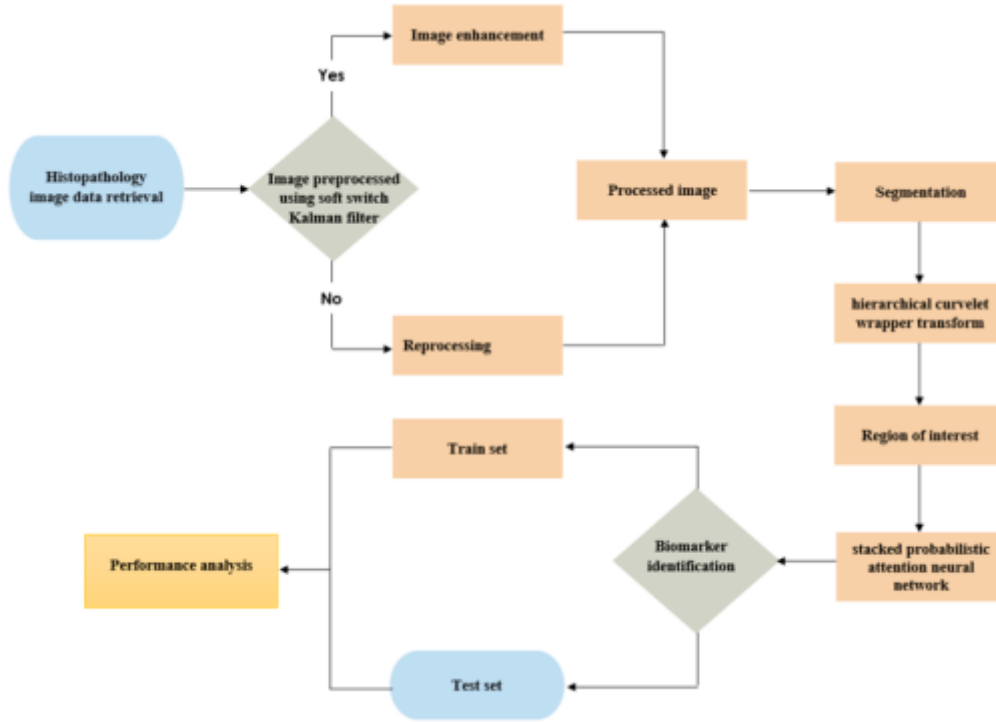 Image enhancement
Yes
Histopathology
image data retrieval
Image preprocessed
using soft switch
Kalman filter
Processed image
Segmentation
No
Reprocessing
hierarchical curvelet
wrapper transform
Region of interest
Train set
stacked probabilistic
attention neural
network
Biomarker
identification
Performance analysis
Test set